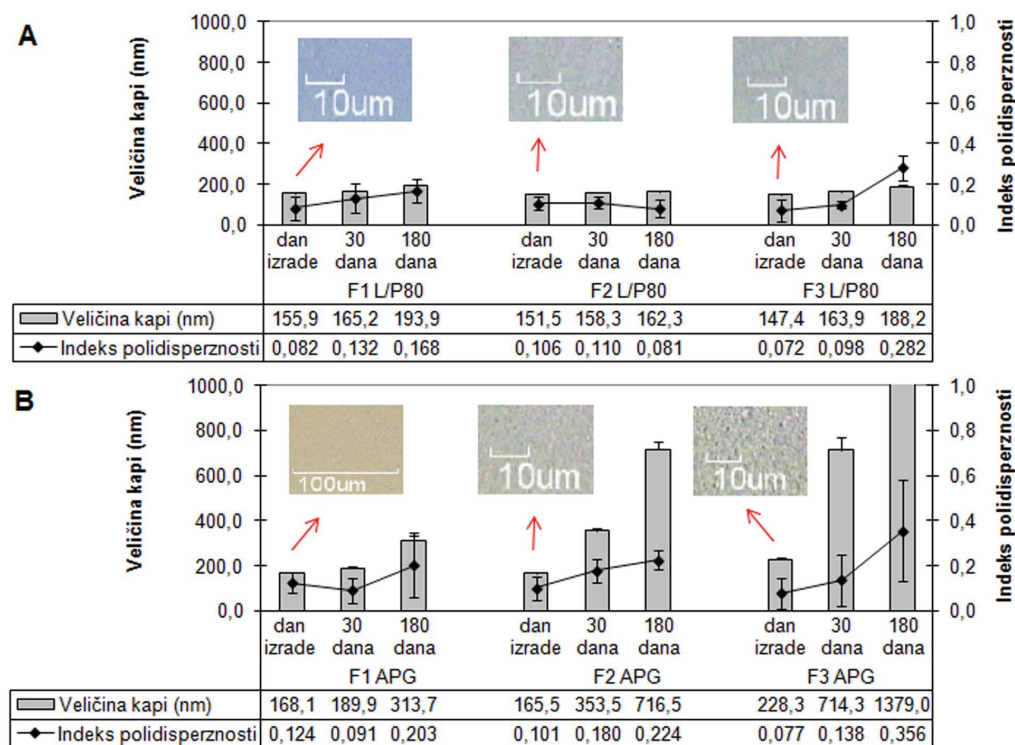 A
Veličina kapi (nm)
1000,0
800,0
600,0
400,0
200,0
0,0
10um
10um
10um
1,0
0,8
0,6
0,4
0,2
0,0
Indeks polidisperznosti
dan izrade
30 dana
180 dana
dan izrade
30 dana
180 dana
dan izrade
30 dana
180 dana
F1 L/P80
F2 L/P80
F3 L/P80
Veličina kapi (nm) 155,9 165,2 193,9 151,5 158,3 162,3 147,4 163,9 188,2
Indeks polidisperznosti 0,082 0,132 0,168 0,106 0,110 0,081 0,072 0,098 0,282
B
Veličina kapi (nm)
1000,0
800,0
600,0
400,0
200,0
0,0
100um
10um
10um
1,0
0,8
0,6
0,4
0,2
0,0
Indeks polidisperznosti
dan izrade
30 dana
180 dana
dan izrade
30 dana
180 dana
dan izrade
30 dana
180 dana
F1 APG
F2 APG
F3 APG
Veličina kapi (nm) 168,1 189,9 313,7 165,5 353,5 716,5 228,3 714,3 1379,0
Indeks polidisperznosti 0,124 0,091 0,203 0,101 0,180 0,224 0,077 0,138 0,356